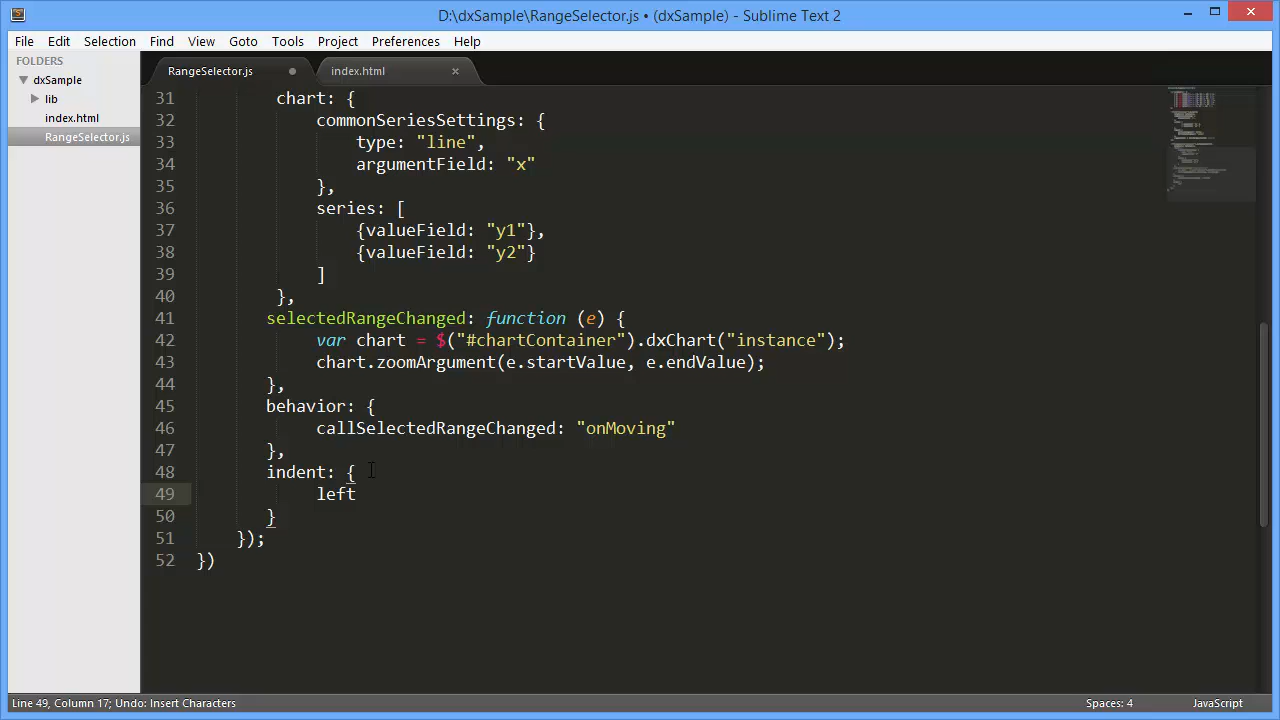 D:\dxSample\RangeSelector.js • (dxSample) - Sublime Text 2
File Edit Selection Find View Goto Tools Project Preferences Help
FOLDERS
dxSample
lib
index.html
RangeSelector.js
RangeSelector.js index.html
31 chart: {
32 commonSeriesSettings: {
33 type: "line",
34 argumentField: "x"
35 },
36 series: [
37 {valueField: "y1"},
38 {valueField: "y2"}
39 ]
40 },
41 selectedRangeChanged: function (e) {
42 var chart = $("#chartContainer").dxChart("instance");
43 chart.zoomArgument(e.startValue, e.endValue);
44 },
45 behavior: {
46 callSelectedRangeChanged: "onMoving"
47 },
48 indent: {
49 left
50 }
51 });
52 })
Line 49, Column 17; Undo: Insert Characters Spaces: 4 JavaScript